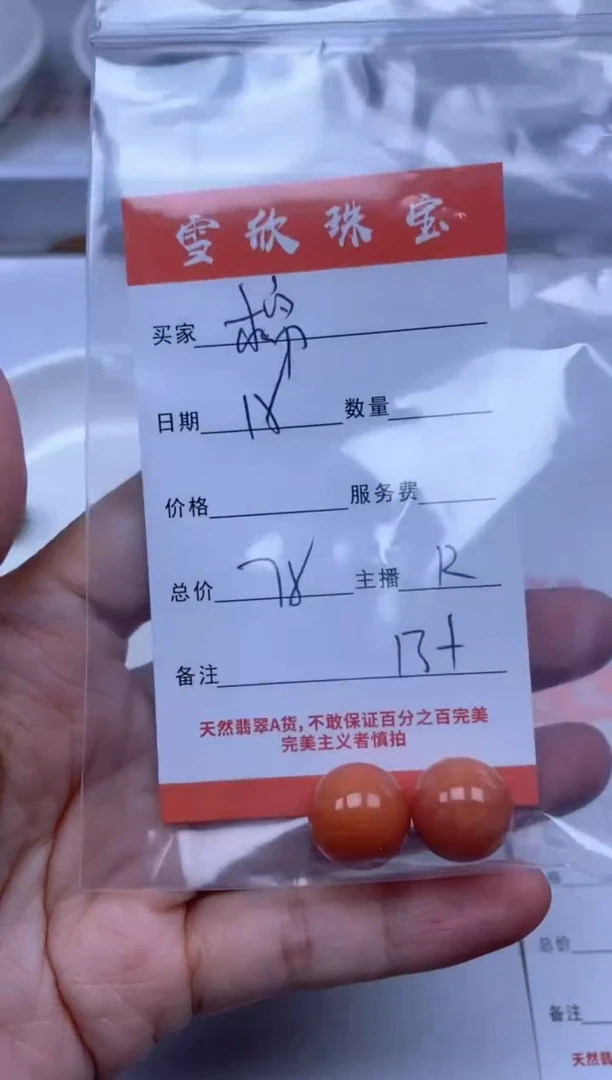 雪欣珠宝
买家
日期 18 数量
价格 服务费
总价 78 主播 R
备注 13+
天然翡翠A货,不敢保证百分之百完美
完美主义者慎拍
总价
备注
天然翡